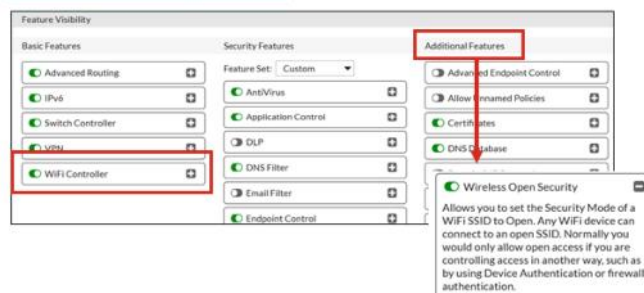 Feature Visibility
Basic Features
Advanced Routing
IPv6
Switch Controller
VPN
WiFi Controller
Security Features
Feature Set: Custom
AntiVirus
Application Control
DLP
DNS Filter
Email Filter
Endpoint Control
Additional Features
Advanced Endpoint Control
Allow Unnamed Policies
Certificates
DNS Database
Wireless Open Security
Allows you to set the Security Mode of a
WiFi SSID to Open. Any WiFi device can
connect to an open SSID. Normally you
would only allow open access if you are
controlling access in another way, such as
by using Device Authentication or firewall
authentication.